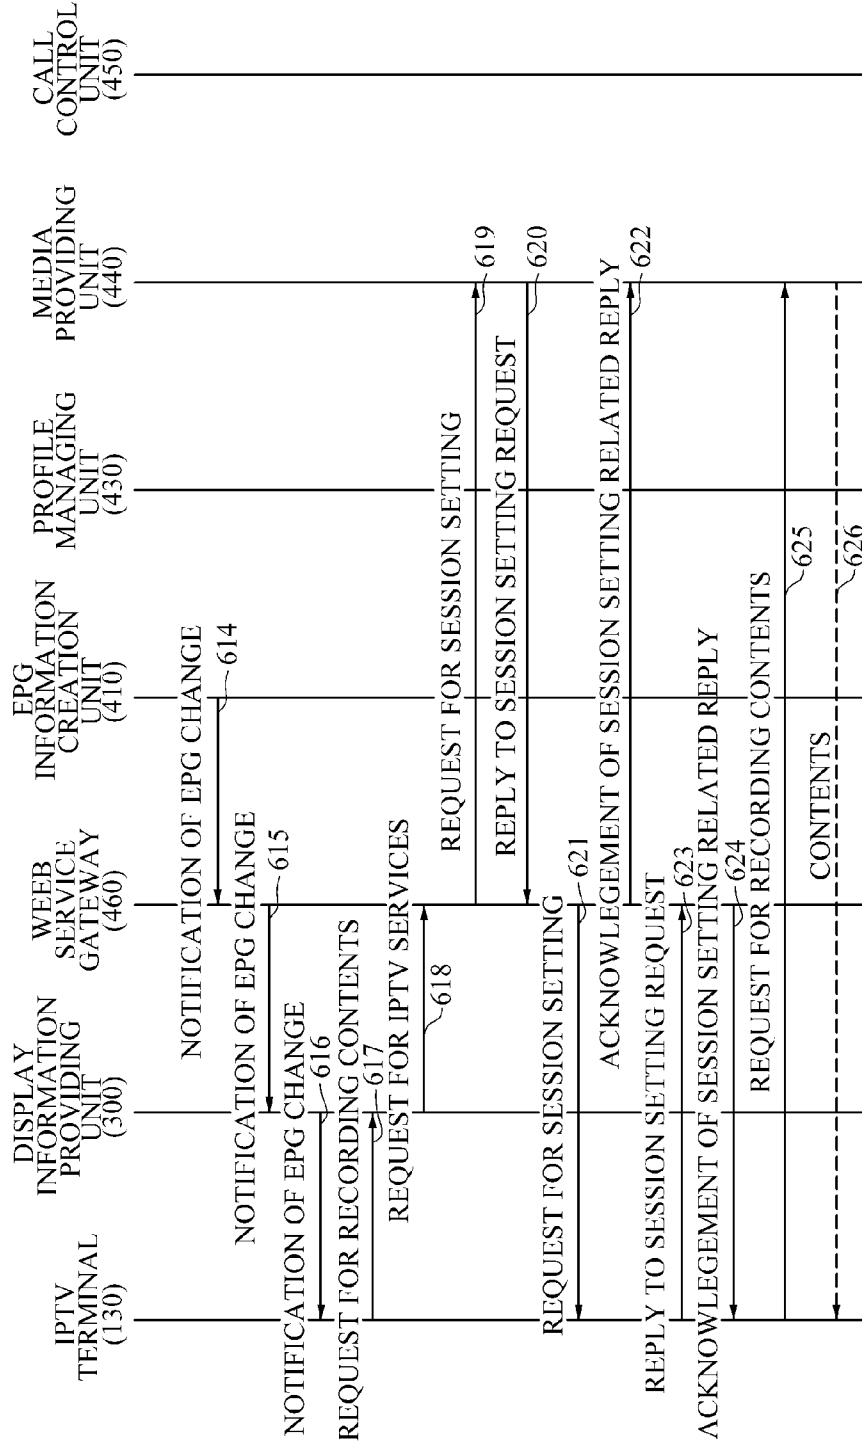 IPTV
TERMINAL
(130)
DISPLAY
INFORMATION
PROVIDING
UNIT
(300)
WEEB
SERVICE
GATEWAY
(460)
EPG
INFORMATION
CREATION
UNIT
(410)
PROFILE
MANAGING
UNIT
(430)
MEDIA
PROVIDING
UNIT
(440)
CALL
CONTROL
UNIT
(450)
NOTIFICATION OF EPG CHANGE
614
NOTIFICATION OF EPG CHANGE
615
NOTIFICATION OF EPG CHANGE
616
REQUEST FOR RECORDING CONTENTS
617
REQUEST FOR IPTV SERVICES
618
REQUEST FOR SESSION SETTING
619
REPLY TO SESSION SETTING REQUEST
620
REQUEST FOR SESSION SETTING
621
ACKNOWLEGEMENT OF SESSION SETTING RELATED REPLY
622
REPLY TO SESSION SETTING REQUEST
623
ACKNOWLEGEMENT OF SESSION SETTING RELATED REPLY
624
REQUEST FOR RECORDING CONTENTS
625
CONTENTS
626